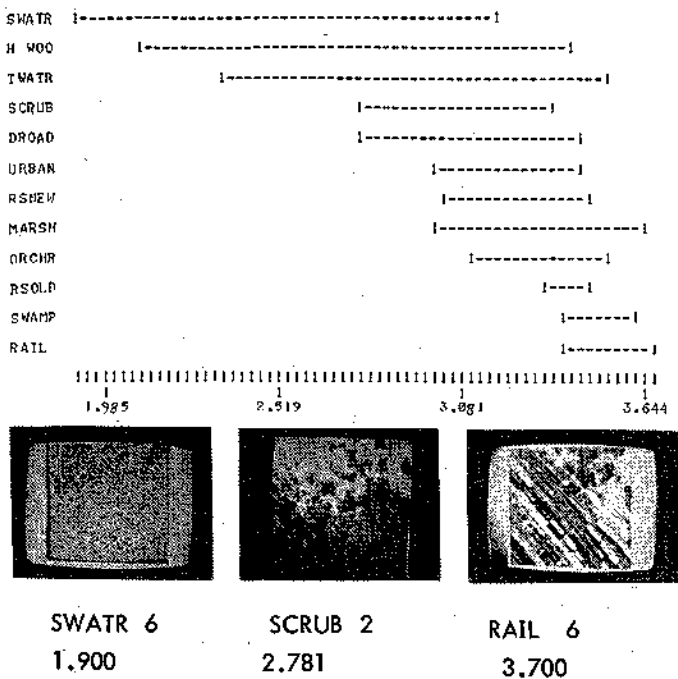 SWATR
H WOO
TWATR
SCRUB
DROAD
URBAN
RSNEW
MARSH
ORCHR
RSOLD
SWAMP
RAIL
1.985 2.519 3.081 3.644
SWATR 6 SCRUB 2 RAIL 6
1.900 2.781 3.700